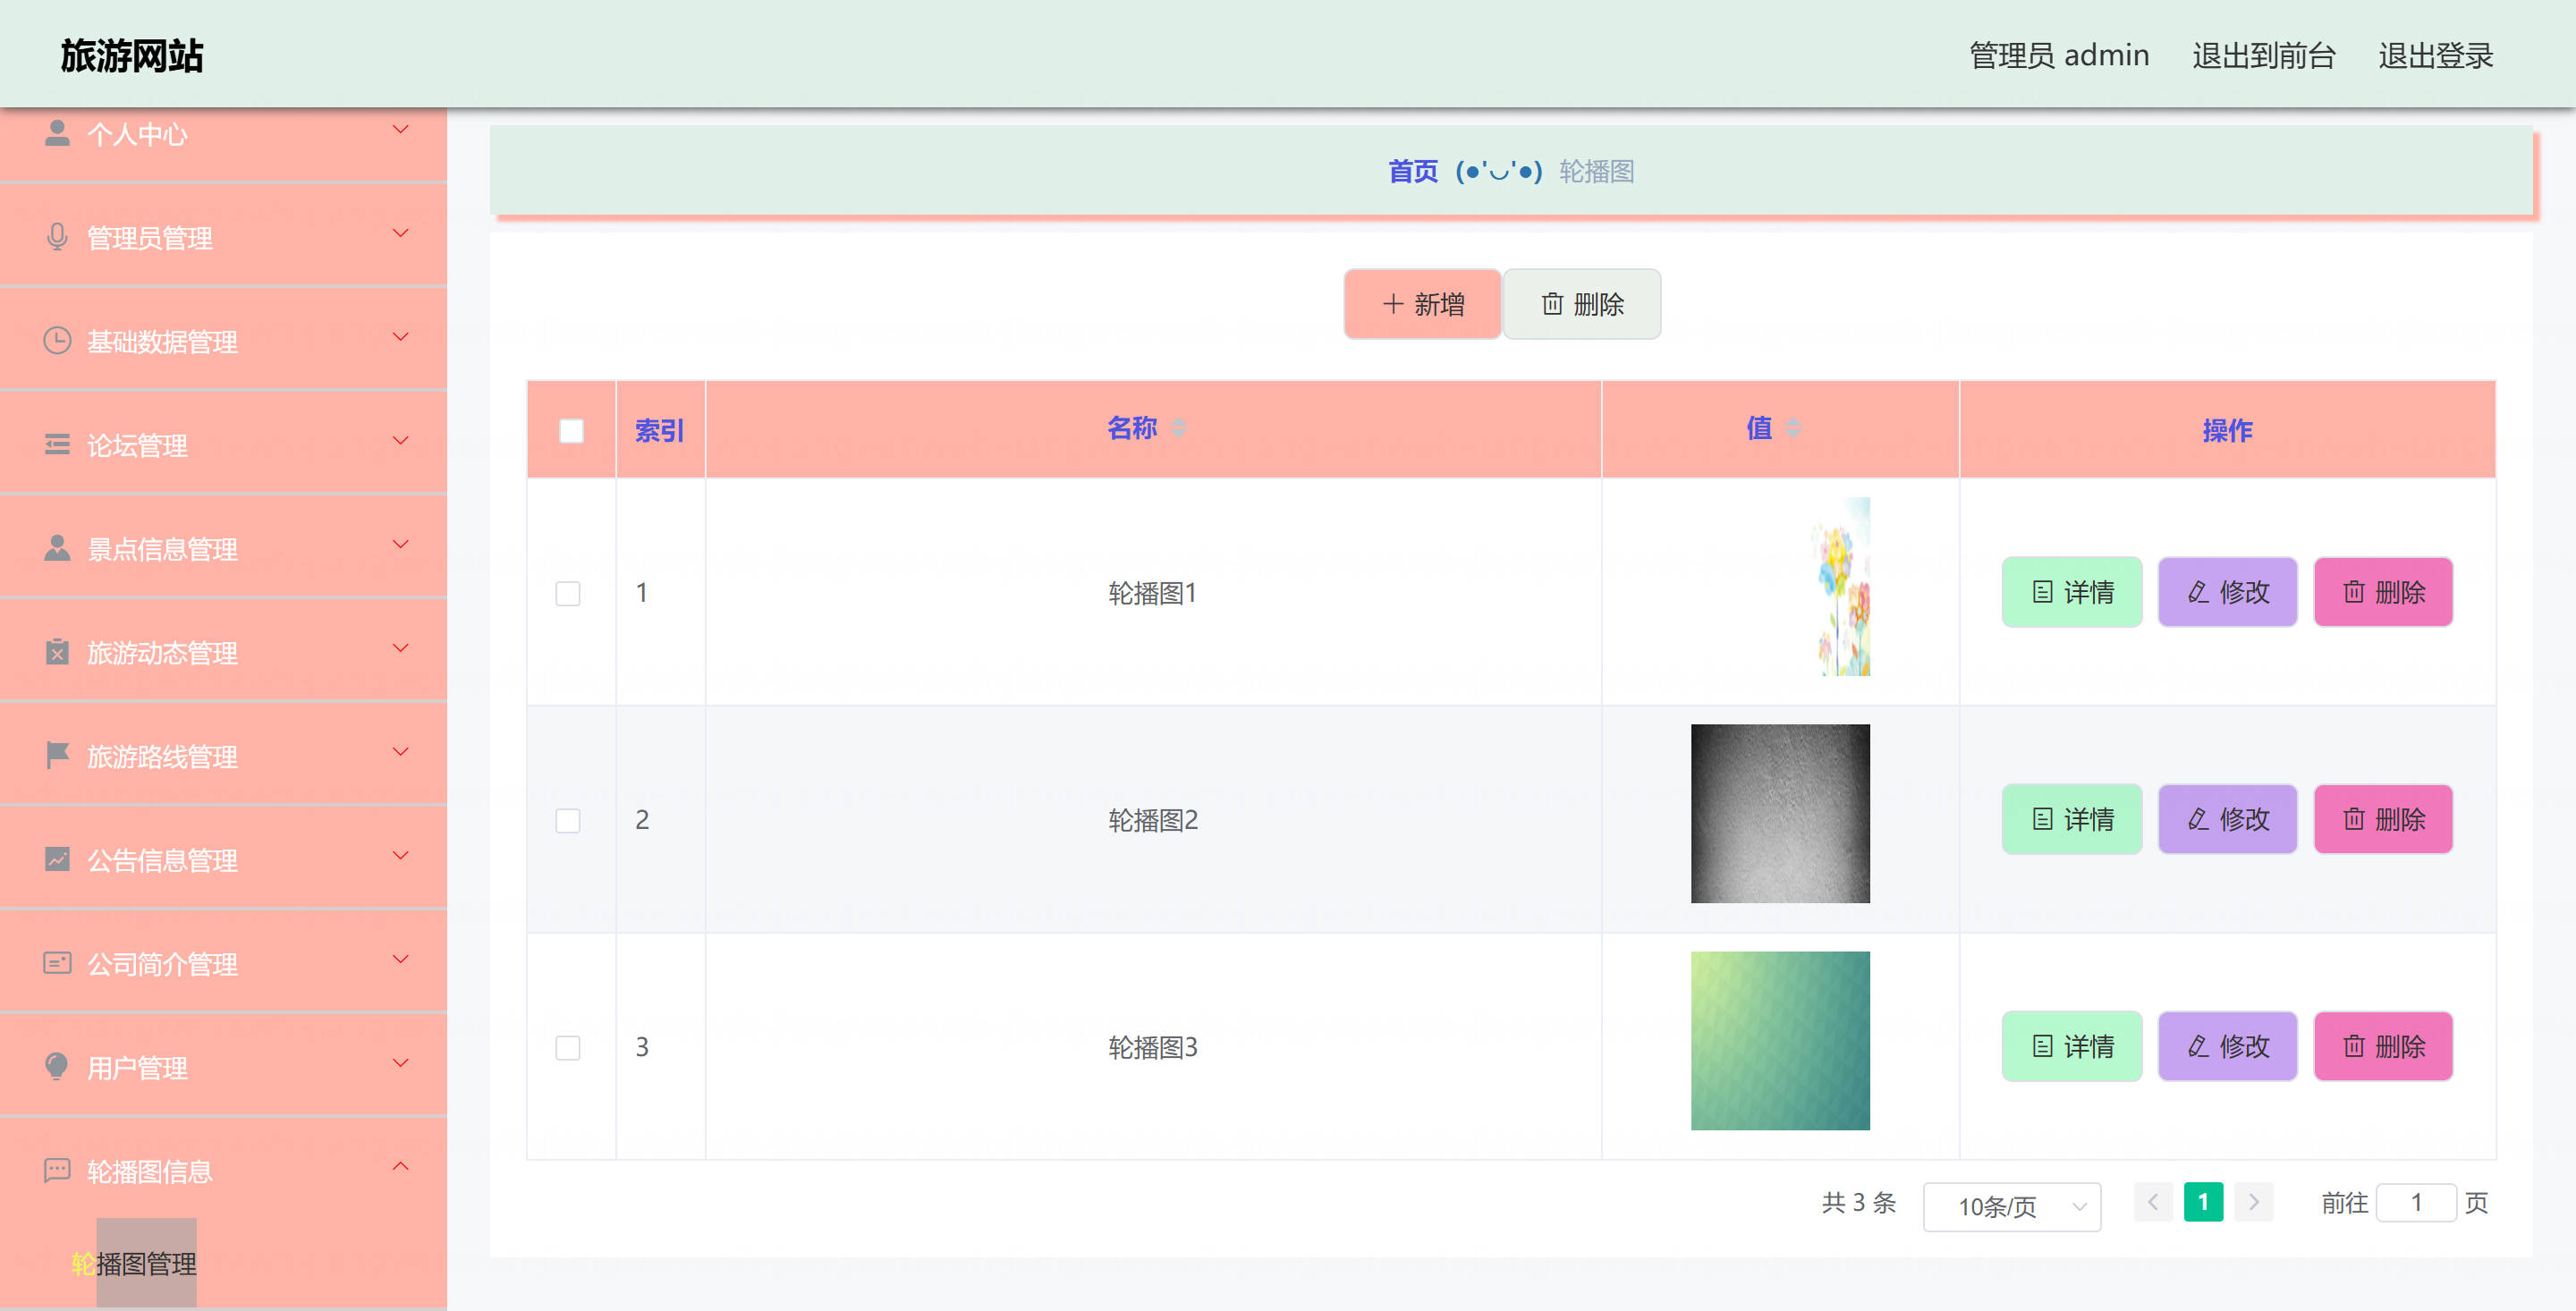 旅游网站
管理员 admin 退出到前台 退出登录
个人中心
管理员管理
基础数据管理
论坛管理
景点信息管理
旅游动态管理
旅游路线管理
公告信息管理
公司简介管理
用户管理
轮播图信息
轮播图管理
首页 (●'◡'●) 轮播图
新增 删除
索引 名称 值 操作
1 轮播图1 详情 修改 删除
2 轮播图2 详情 修改 删除
3 轮播图3 详情 修改 删除
共 3 条 10条/页 1 前往 1 页